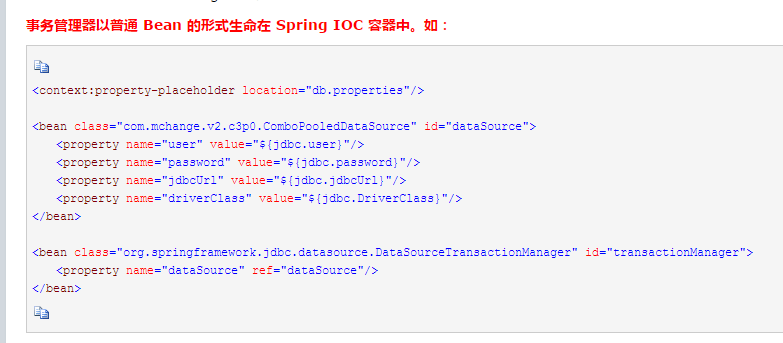 事务管理器以普通 Bean 的形式生命在 Spring IOC 容器中。如：
<context:property-placeholder location="db.properties"/>
<bean class="com.mchange.v2.c3p0.ComboPooledDataSource" id="dataSource">
<property name="user" value="${jdbc.user}"/>
<property name="password" value="${jdbc.password}"/>
<property name="jdbcUrl" value="${jdbc.jdbcUrl}"/>
<property name="driverClass" value="${jdbc.DriverClass}"/>
</bean>
<bean class="org.springframework.jdbc.datasource.DataSourceTransactionManager" id="transactionManager">
<property name="dataSource" ref="dataSource"/>
</bean>